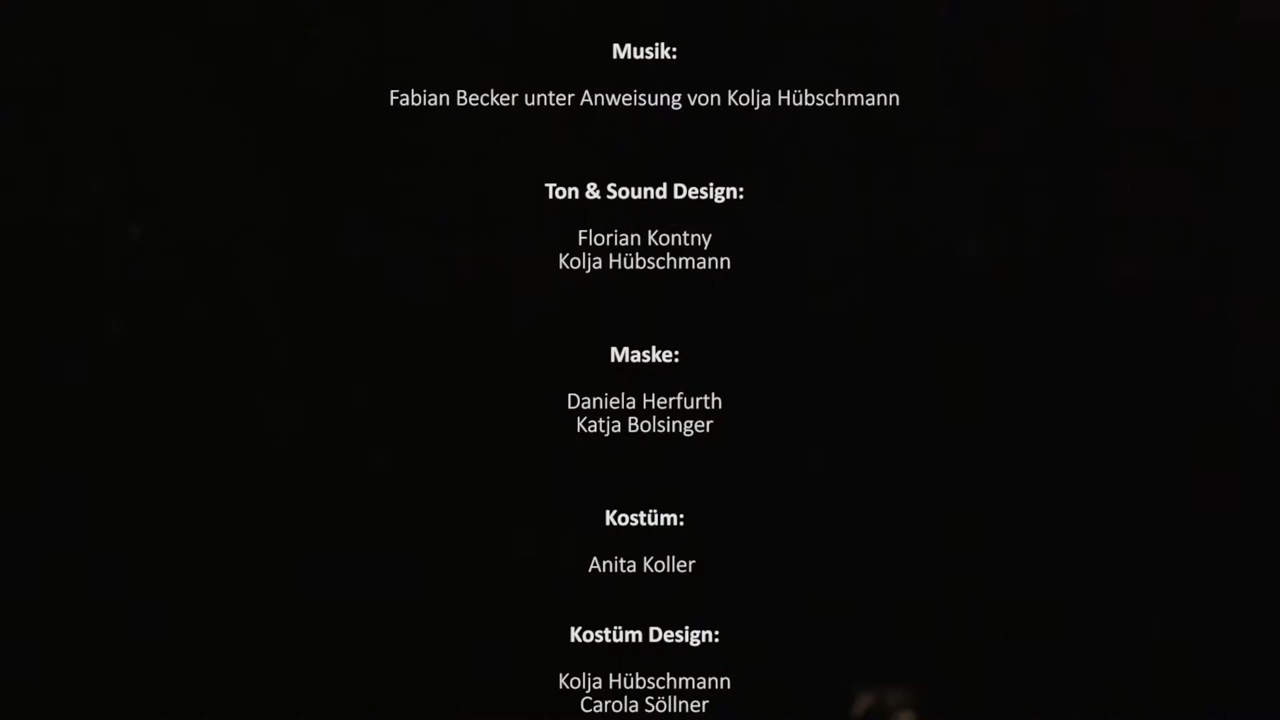 Musik:
Fabian Becker unter Anweisung von Kolja Hübschmann
Ton & Sound Design:
Florian Kontny
Kolja Hübschmann
Maske:
Daniela Herfurth
Katja Bolsinger
Kostüm:
Anita Koller
Kostüm Design:
Kolja Hübschmann
Carola Söllner